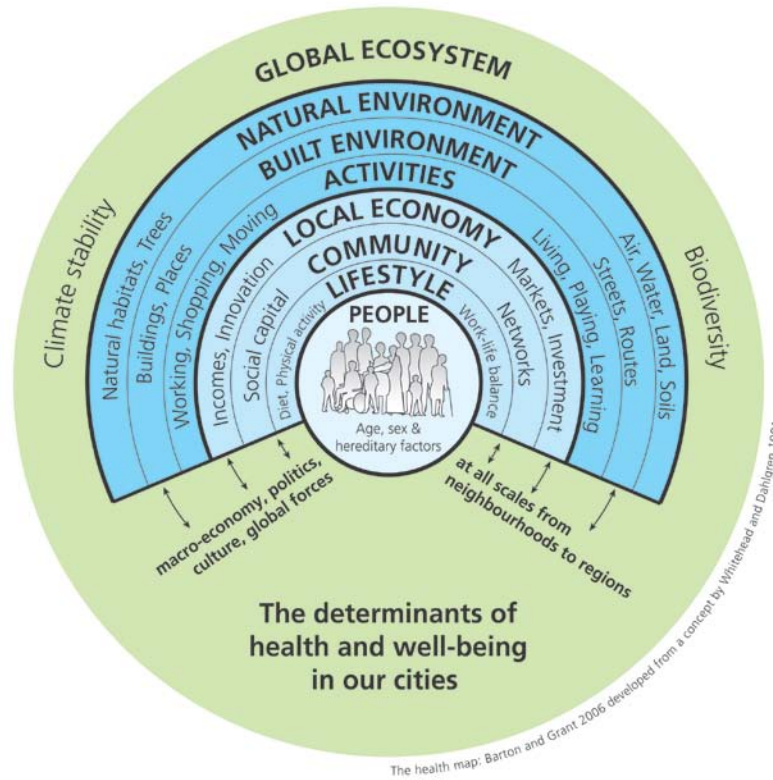 GLOBAL ECOSYSTEM
NATURAL ENVIRONMENT
BUILT ENVIRONMENT
ACTIVITIES
LOCAL ECONOMY
COMMUNITY
LIFESTYLE
PEOPLE
Age, sex &
hereditary factors
Climate stability
Natural habitats, Trees
Buildings, Places
Working, Shopping, Moving
Incomes, Innovation
Social capital
Diet, Physical activity
Work-life balance
Networks
Markets, Investment
Living, Playing, Learning
Streets, Routes
Air, Water, Land, Soils
Biodiversity
macro-economy, politics,
culture, global forces
at all scales from
neighbourhoods to regions
The determinants of
health and well-being
in our cities
The health map: Barton and Grant 2006 developed from a concept by Whitehead and Dahlgren